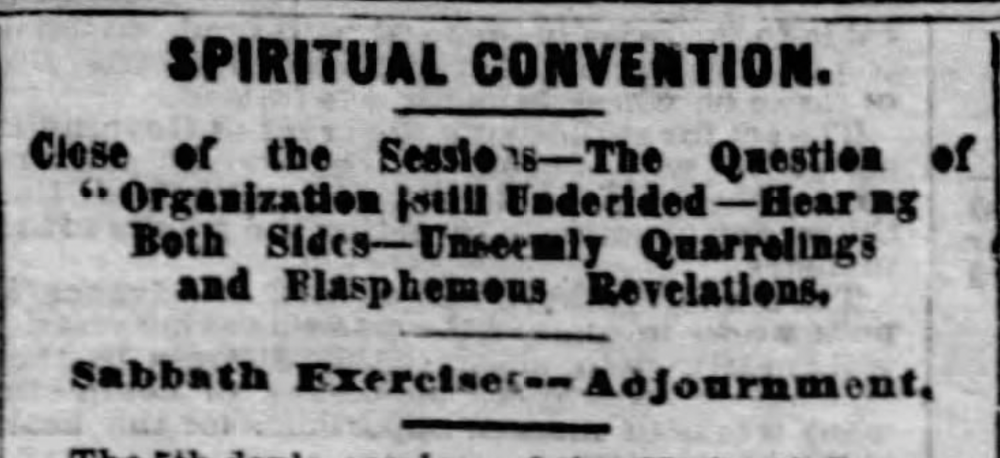 SPIRITUAL CONVENTION.
Close of the Sessions—The Question of
"Organization still Undecided—Hearing
Both Sides—Unseemly Quarrelings
and Blasphemous Revelations.
Sabbath Exercises--Adjournment.